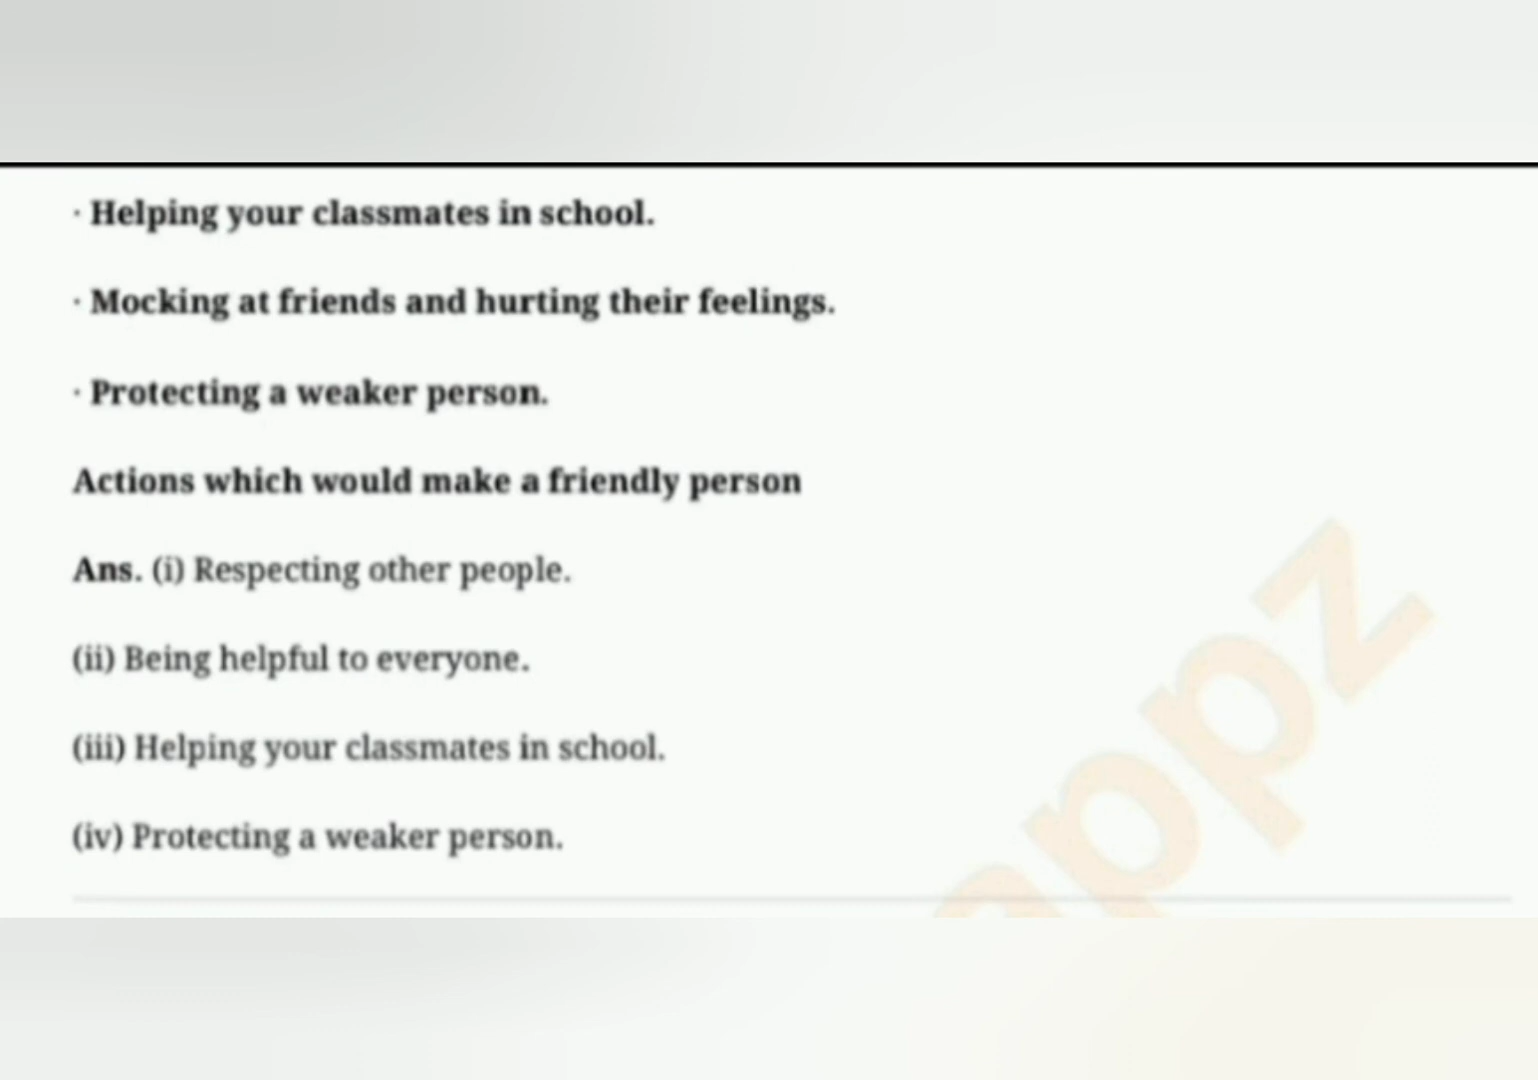 · Helping your classmates in school.
· Mocking at friends and hurting their feelings.
· Protecting a weaker person.
Actions which would make a friendly person
Ans. (i) Respecting other people.
(ii) Being helpful to everyone.
(iii) Helping your classmates in school.
(iv) Protecting a weaker person.
ppz